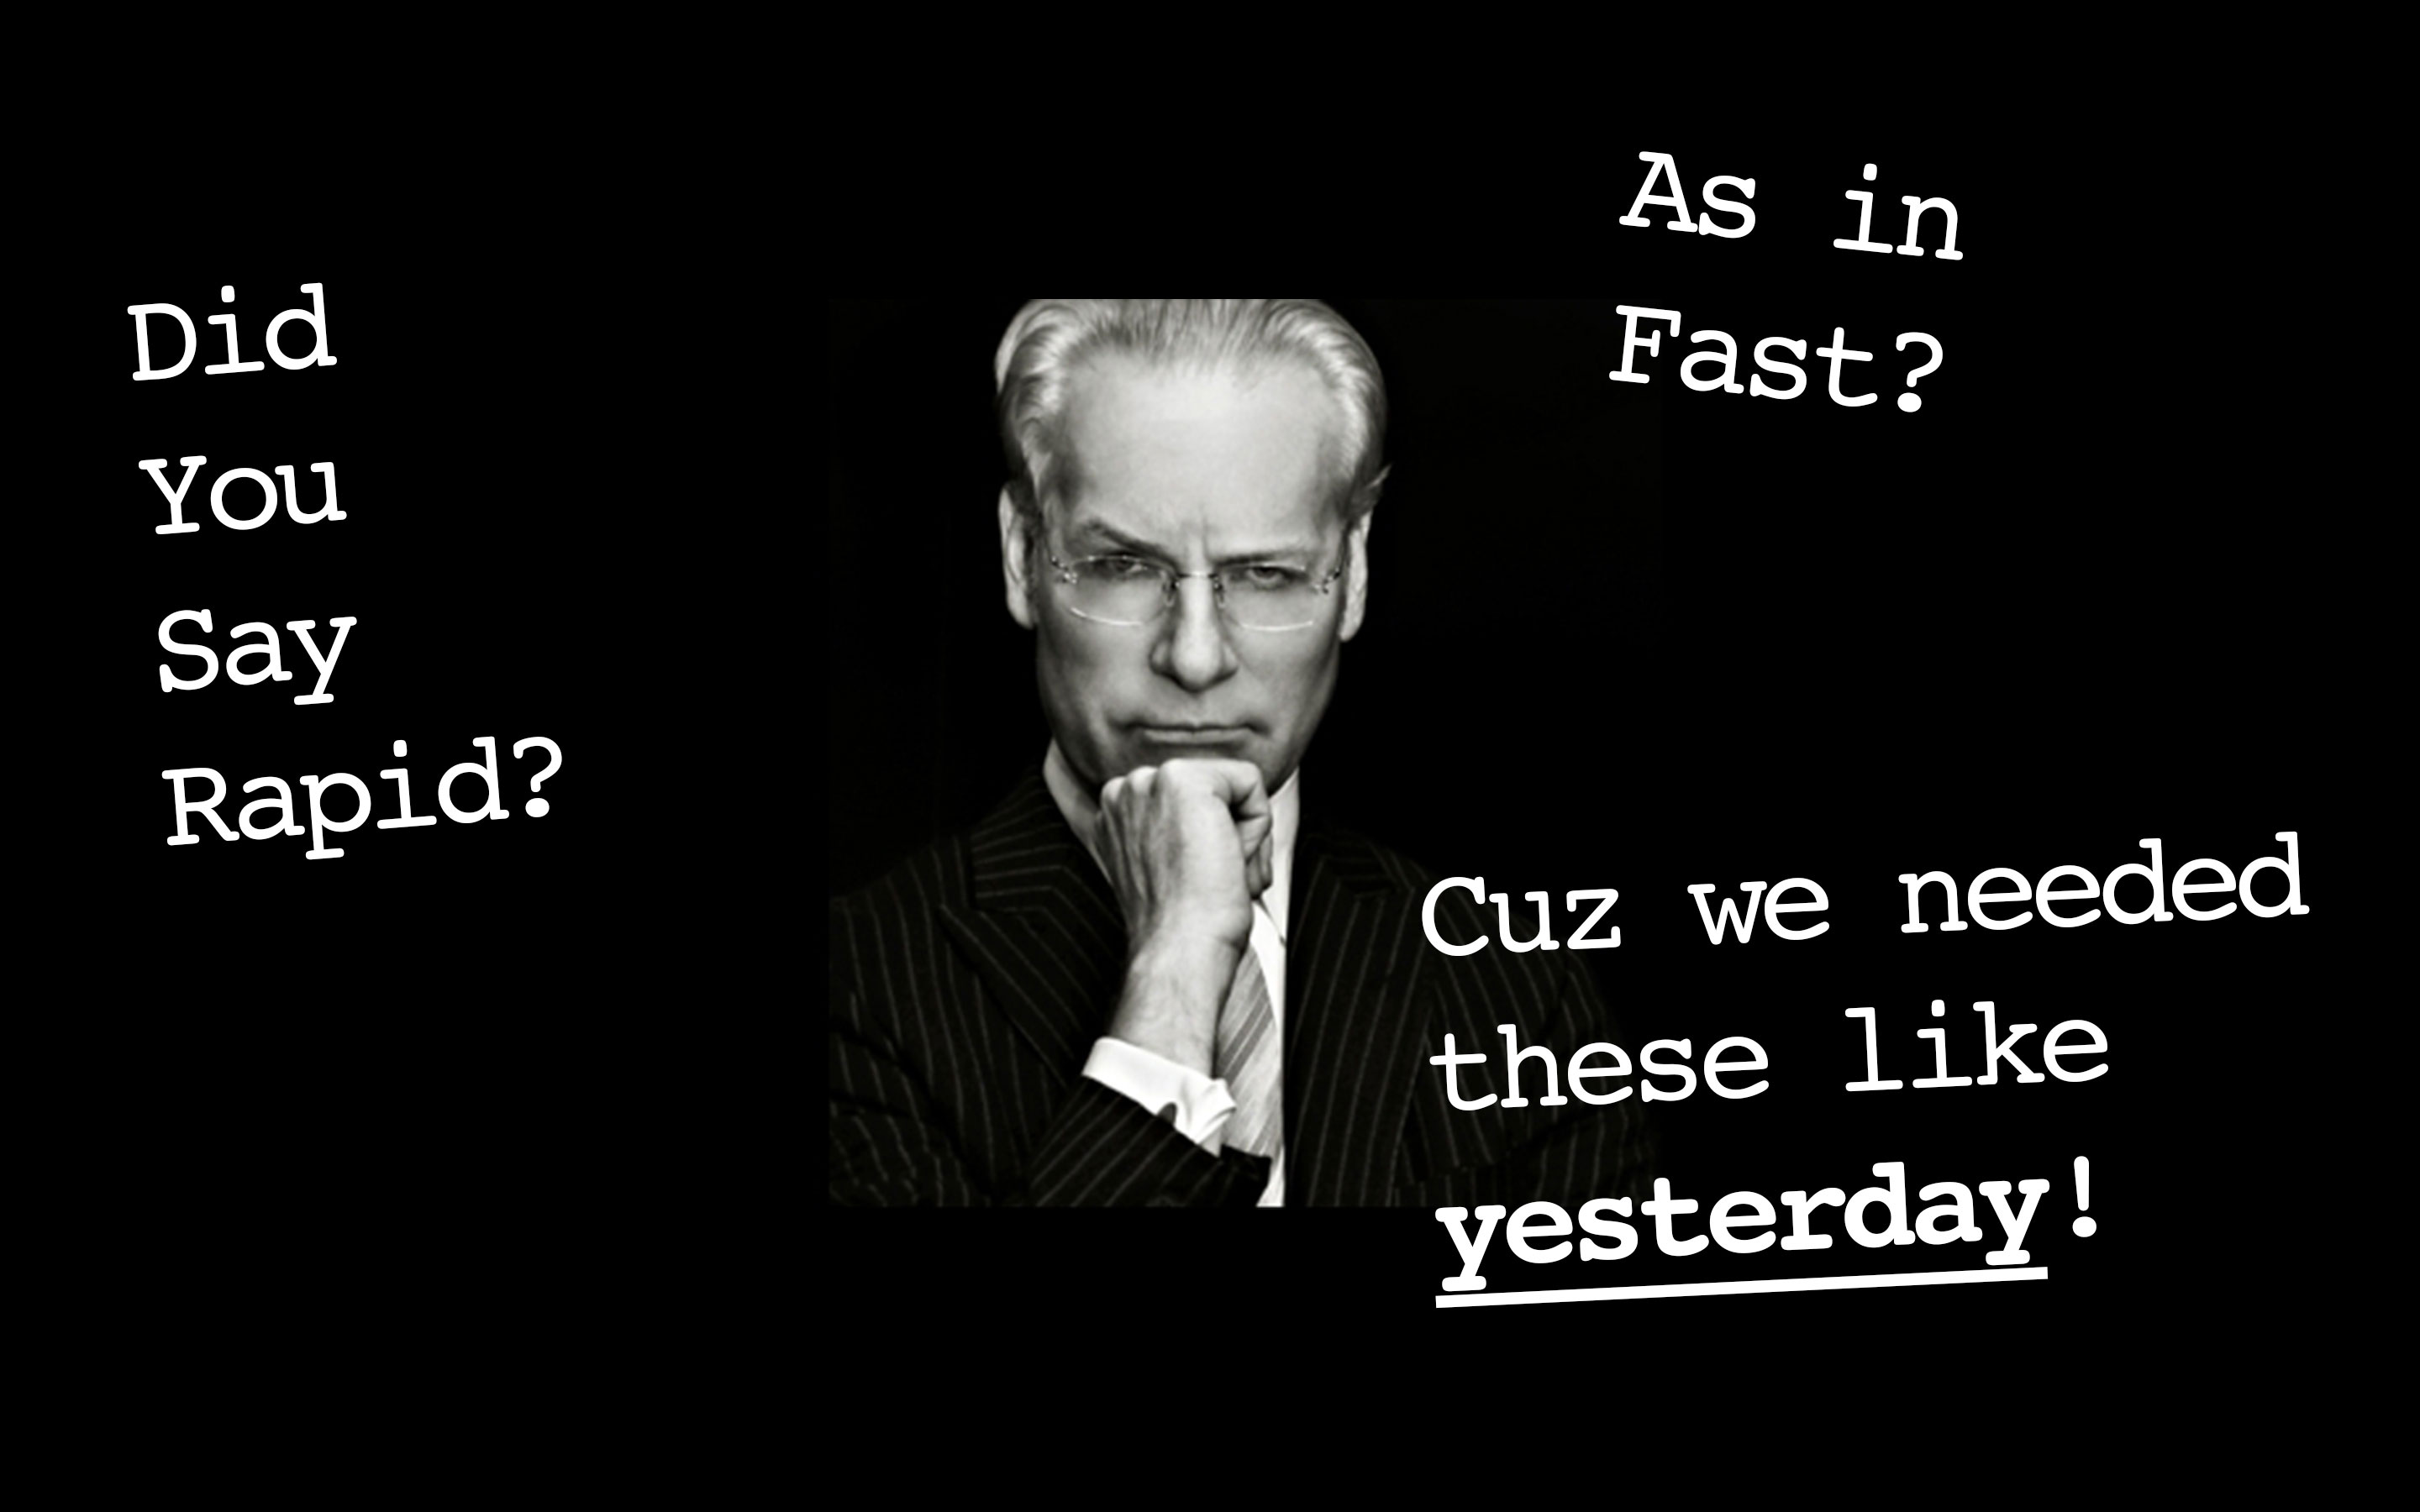 Did
You
Say
Rapid?
As in
Fast?
Cuz we needed
these like
yesterday!